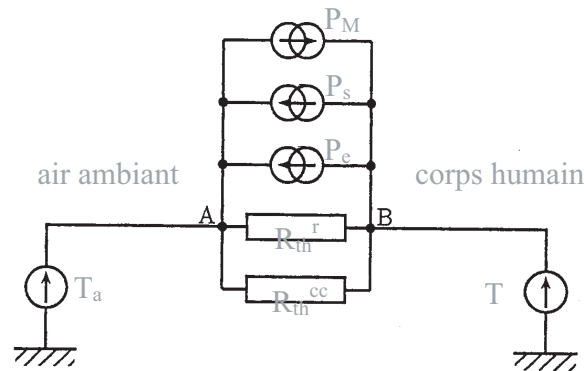 P_M
P_s
P_e
air ambiant
corps humain
A
B
R_th^r
R_th^cc
T_a
T